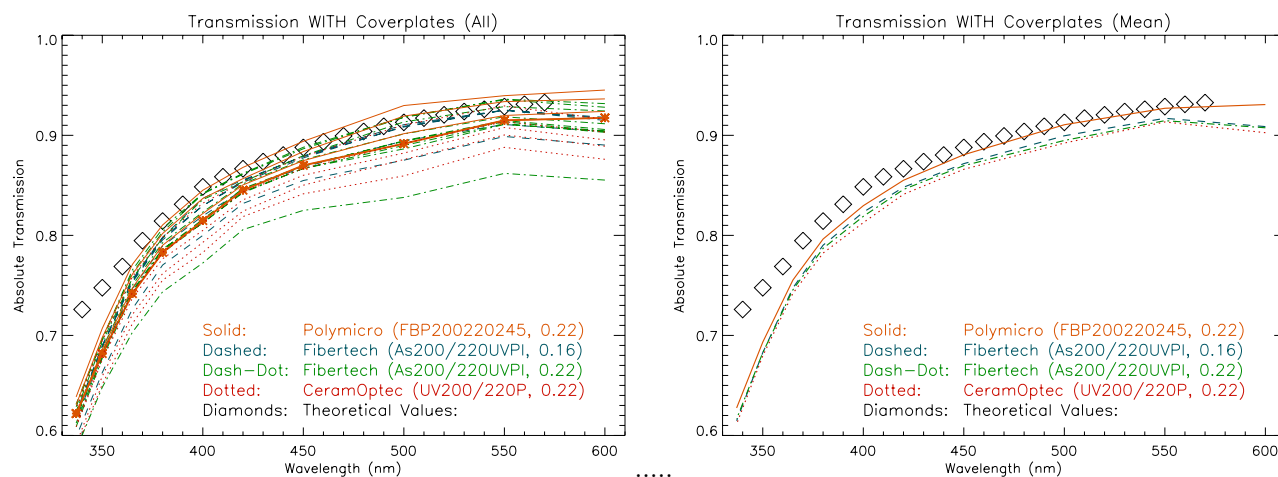 Transmission WITH Coverplates (All)
1.0
0.9
0.8
0.7
0.6
Absolute Transmission
Solid: Polymicro (FBP200220245, 0.22)
Dashed: Fibertech (As200/220UVPI, 0.16)
Dash-Dot: Fibertech (As200/220UVPI, 0.22)
Dotted: CeramOptec (UV200/220P, 0.22)
Diamonds: Theoretical Values:
350 400 450 500 550 600
Wavelength (nm)
.....
Transmission WITH Coverplates (Mean)
1.0
0.9
0.8
0.7
0.6
Absolute Transmission
Solid: Polymicro (FBP200220245, 0.22)
Dashed: Fibertech (As200/220UVPI, 0.16)
Dash-Dot: Fibertech (As200/220UVPI, 0.22)
Dotted: CeramOptec (UV200/220P, 0.22)
Diamonds: Theoretical Values:
350 400 450 500 550 600
Wavelength (nm)